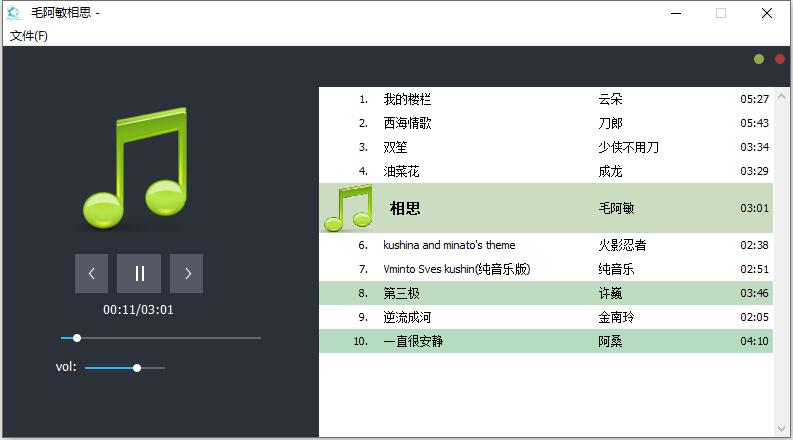 毛阿敏相思 -
文件(F)
1. 我的楼栏 云朵 05:27
2. 西海情歌 刀郎 05:43
3. 双笙 少侠不用刀 03:34
4. 油菜花 成龙 03:29
相思 毛阿敏 03:01
6. kushina and minato's theme 火影忍者 02:38
7. Vminto Sves kushin(纯音乐版) 纯音乐 02:51
8. 第三极 许巍 03:46
9. 逆流成河 金南玲 02:05
10. 一直很安静 阿桑 04:10
00:11/03:01
vol: